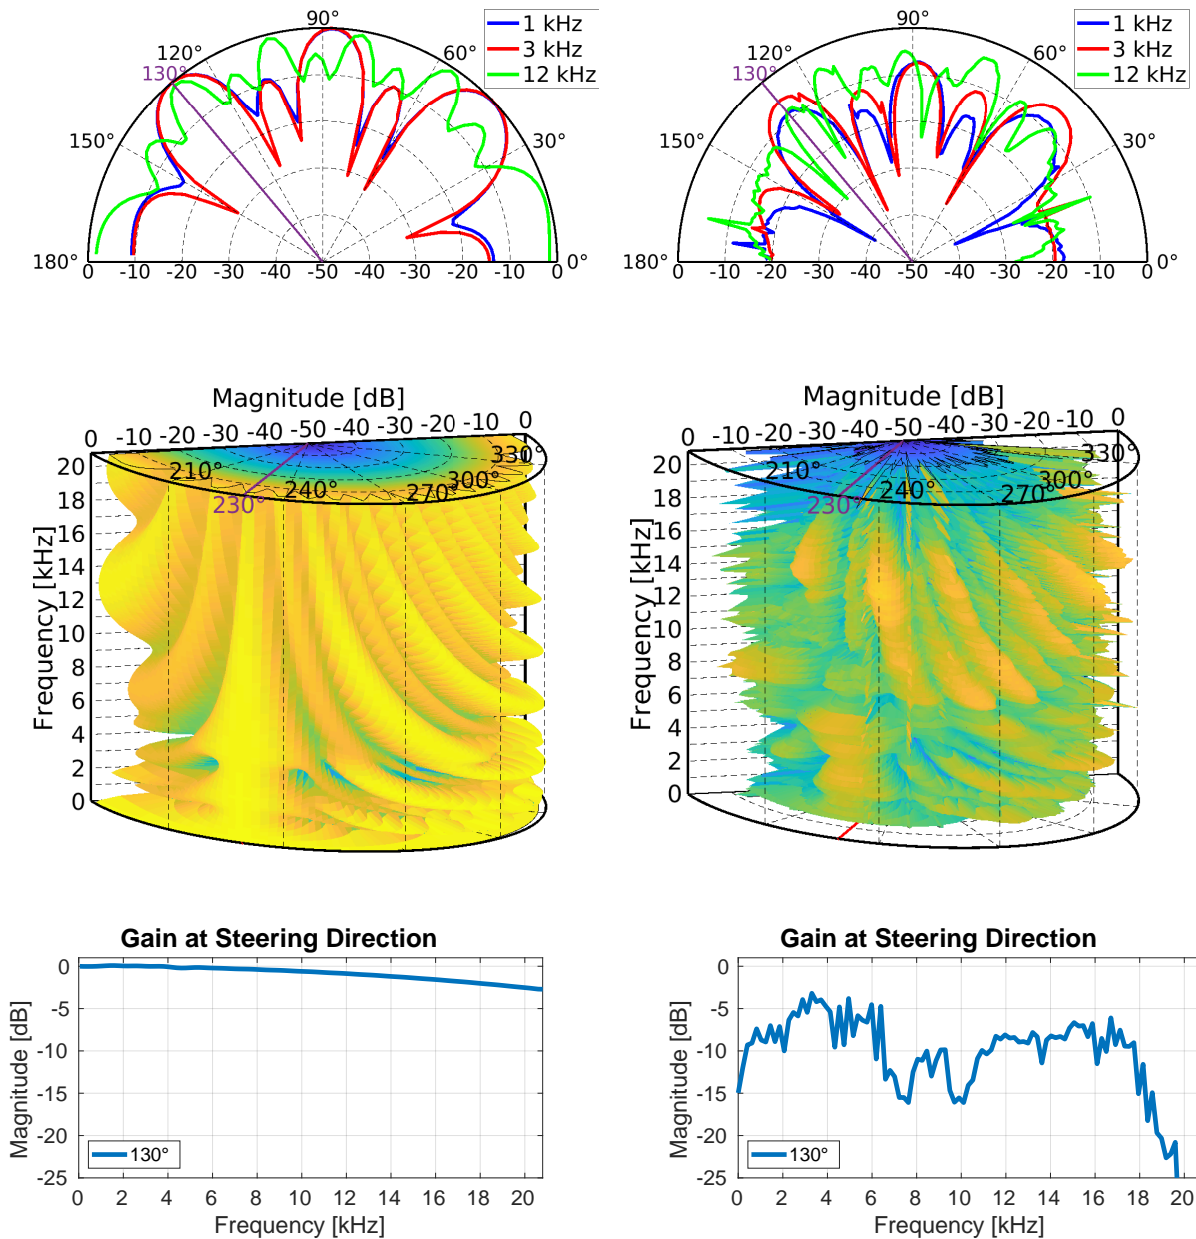 90°
120°
60°
130°
150°
30°
180°
0°
0 -10 -20 -30 -40 -50 -40 -30 -20 -10 0
1 kHz
3 kHz
12 kHz
90°
120°
60°
130°
150°
30°
180°
0°
0 -10 -20 -30 -40 -50 -40 -30 -20 -10 0
1 kHz
3 kHz
12 kHz
Magnitude [dB]
0 -10 -20 -30 -40 -50 -40 -30 -20 -10 0
210°
230°
240°
270°
300°
330°
20
18
16
14
12
10
8
6
4
2
0
Frequency [kHz]
Magnitude [dB]
0 -10 -20 -30 -40 -50 -40 -30 -20 -10 0
210°
230°
240°
270°
300°
330°
20
18
16
14
12
10
8
6
4
2
0
Frequency [kHz]
Gain at Steering Direction
0
-5
-10
-15
-20
-25
Magnitude [dB]
130°
0 2 4 6 8 10 12 14 16 18 20
Frequency [kHz]
Gain at Steering Direction
0
-5
-10
-15
-20
-25
Magnitude [dB]
130°
0 2 4 6 8 10 12 14 16 18 20
Frequency [kHz]